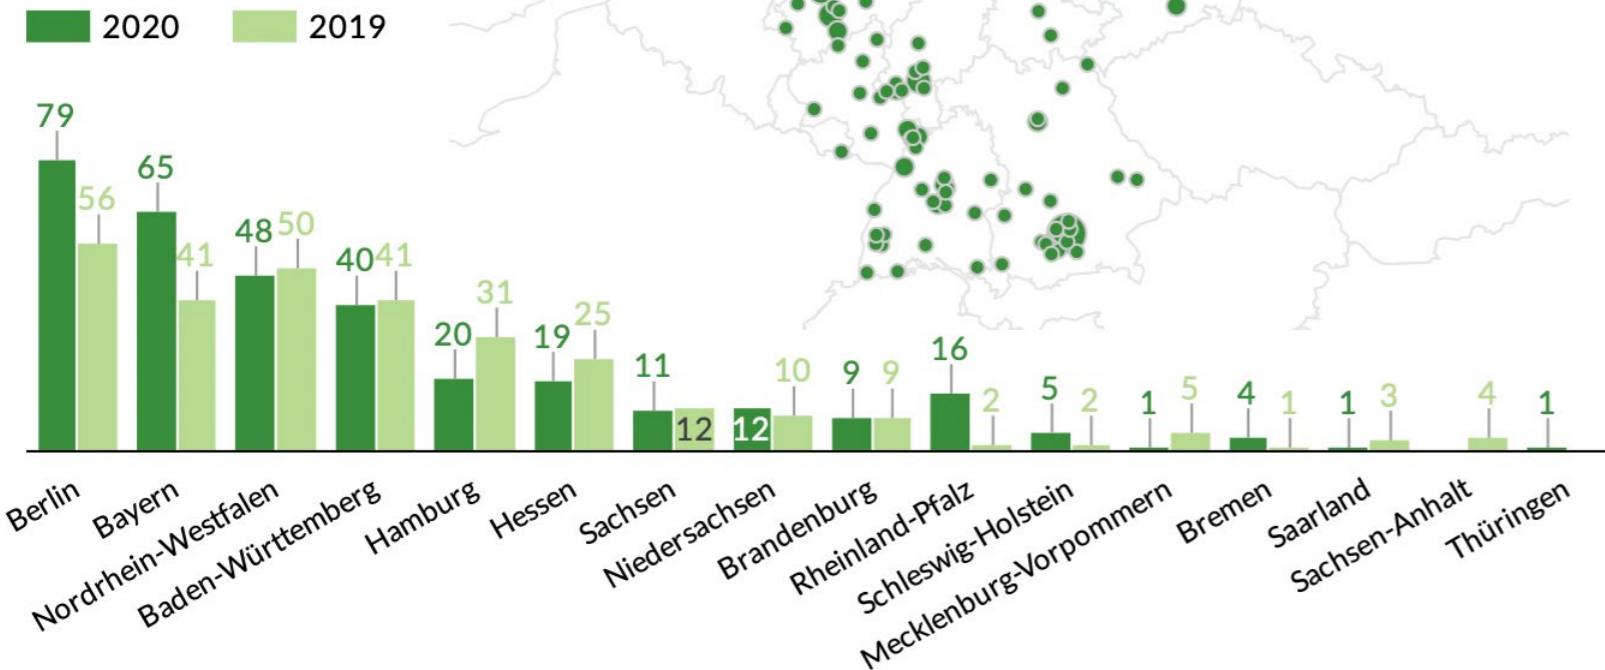 2020 2019
79 56
65 41
48 50
40 41
20 31
19 25
11 12
12 10
9 9
16 2
5 2
1 5
4 1
1 3
4
1
Berlin
Bayern
Nordrhein-Westfalen
Baden-Württemberg
Hamburg
Hessen
Sachsen
Niedersachsen
Brandenburg
Rheinland-Pfalz
Schleswig-Holstein
Mecklenburg-Vorpommern
Bremen
Saarland
Sachsen-Anhalt
Thüringen